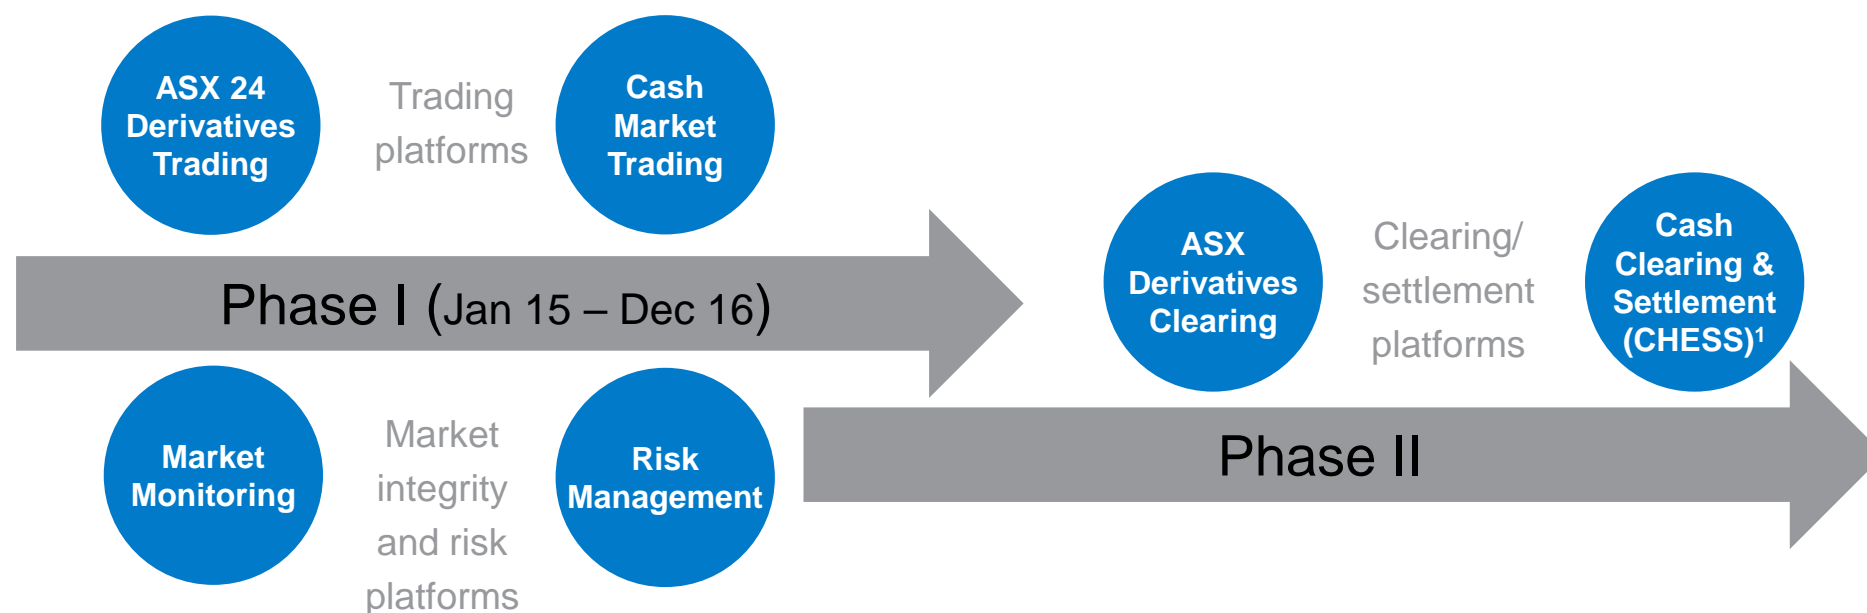 ASX 24
Derivatives
Trading
Trading
platforms
Cash
Market
Trading
Phase I (Jan 15 – Dec 16)
Market
Monitoring
Market
integrity
and risk
platforms
Risk
Management
ASX
Derivatives
Clearing
Clearing/
settlement
platforms
Cash
Clearing &
Settlement
(CHESS)¹
Phase II